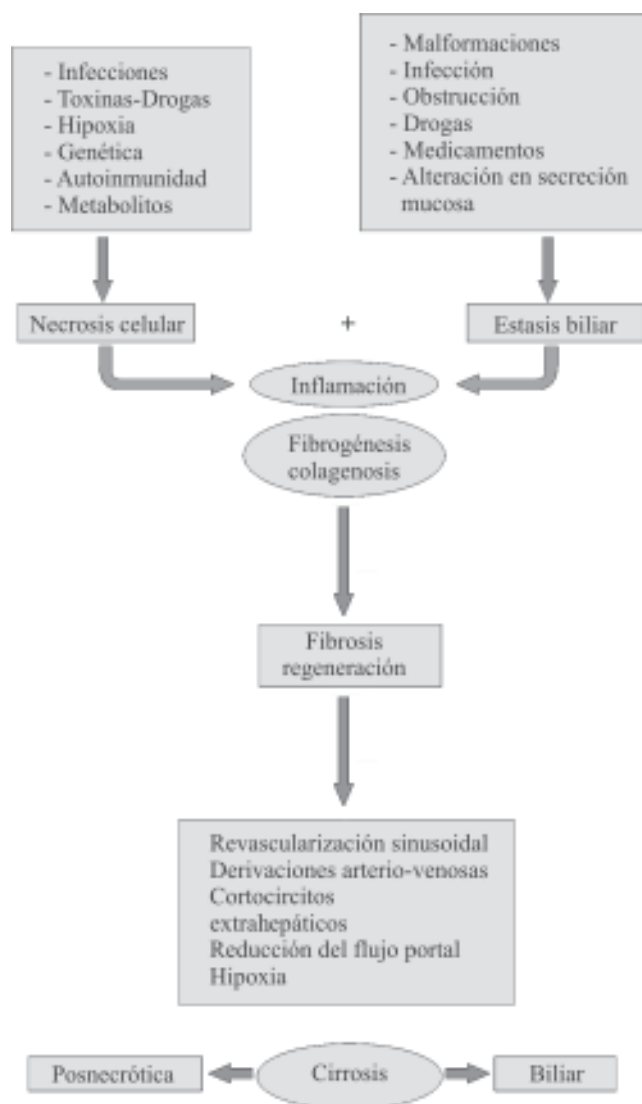 - Infecciones
- Toxinas-Drogas
- Hipoxia
- Genética
- Autoinmunidad
- Metabolitos
- Malformaciones
- Infección
- Obstrucción
- Drogas
- Medicamentos
- Alteración en secreción
mucosa
Necrosis celular
+
Estasis biliar
Inflamación
Fibrogénesis
colagenosis
Fibrosis
regeneración
Revascularización sinusoidal
Derivaciones arterio-venosas
Cortocircitos
extrahepáticos
Reducción del flujo portal
Hipoxia
Posnecrótica
Cirrosis
Biliar